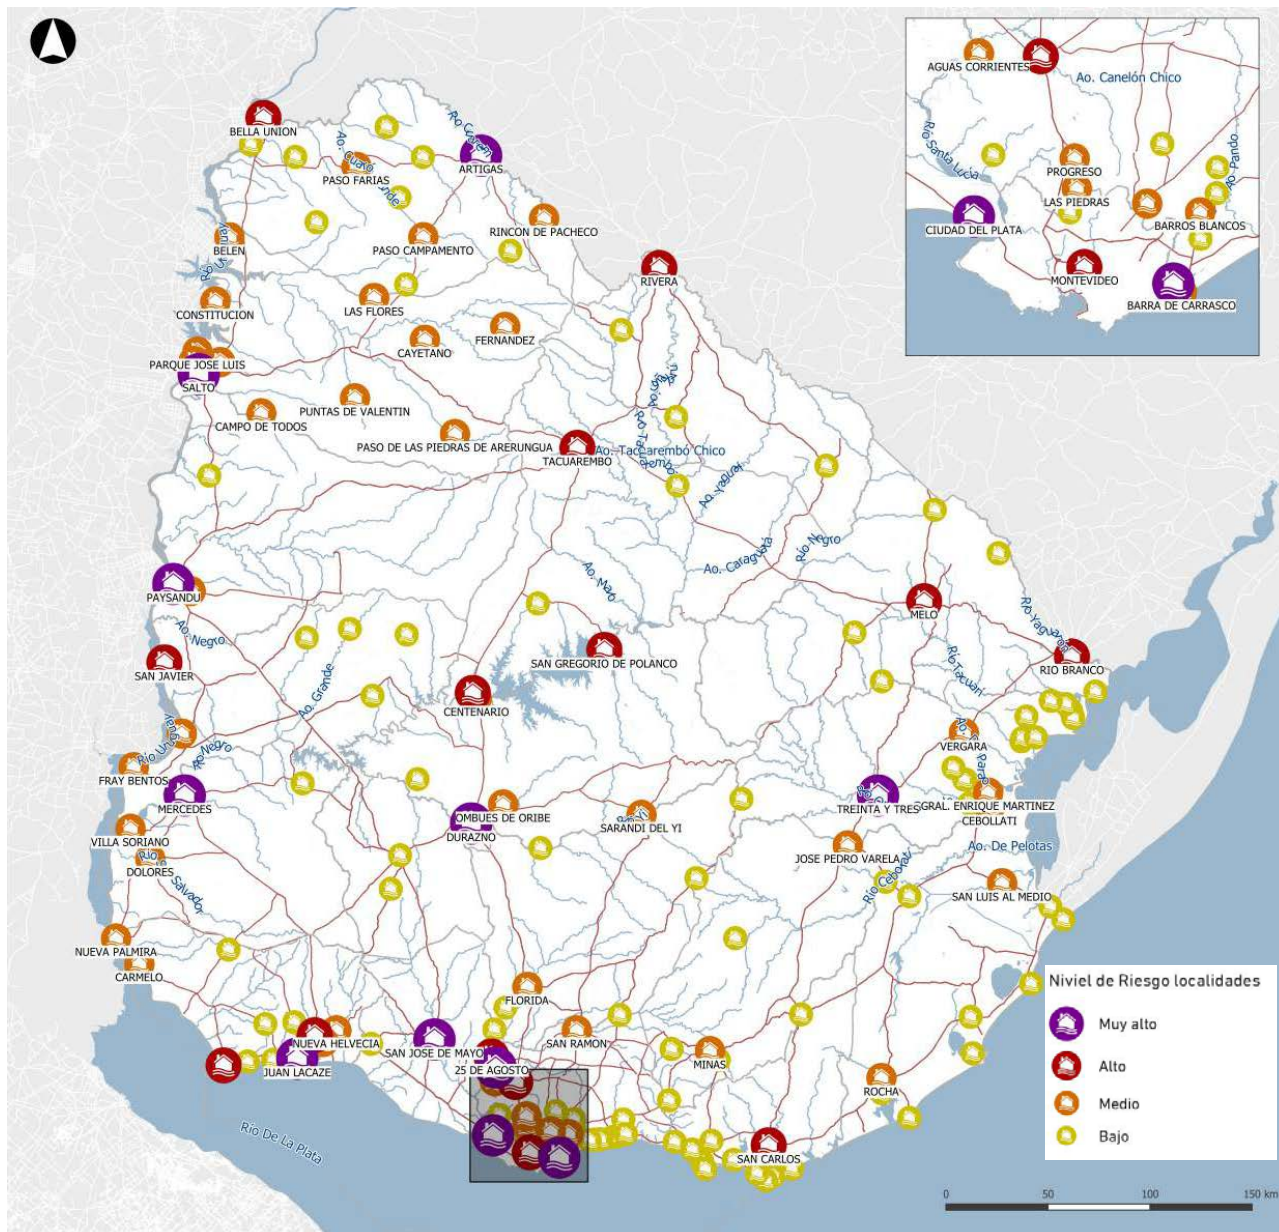 AGUAS CORRIENTES
Ao. Canelón Chico
Río Santa Lucía
Ao. Pando
PROGRESO
LAS PIEDRAS
BARROS BLANCOS
CIUDAD DEL PLATA
MONTEVIDEO
BARRA DE CARRASCO
BELLA UNION
ARTIGAS
PASO FARIAS
RINCON DE PACHECO
BELEN
PASO CAMPAMENTO
RIVERA
CONSTITUCION
LAS FLORES
FERNANDEZ
CAYETANO
PARQUE JOSE LUIS
SALTO
PUNTAS DE VALENTIN
CAMPO DE TODOS
PASO DE LAS PIEDRAS DE ARERUNGUA
Ao. Tacuarembó Chico
TACUAREMBO
Ao. Caraguatá
Río Negro
PAYSANDU
MELO
Ao. Negro
SAN JAVIER
SAN GREGORIO DE POLANCO
RIO BRANCO
Río Tacuarí
Ao. Grande
CENTENARIO
VERGARA
Ao. Negro
FRAY BENTOS
MERCEDES
TREINTA Y TRES
GRAL. ENRIQUE MARTINEZ
OMBUES DE ORIBE
CEBOLLATI
VILLA SORIANO
DURAZNO
SARANDI DEL YI
Ao. De Pelotas
DOLORES
JOSE PEDRO VARELA
SAN LUIS AL MEDIO
NUEVA PALMIRA
CARMELO
Niviel de Riesgo localidades
FLORIDA
Muy alto
NUEVA HELVECIA
SAN RAMON
SAN JOSE DE MAYO
MINAS
Alto
JUAN LACAZE
25 DE AGOSTO
ROCHA
Medio
Río De La Plata
Bajo
SAN CARLOS
0 50 100 150 km